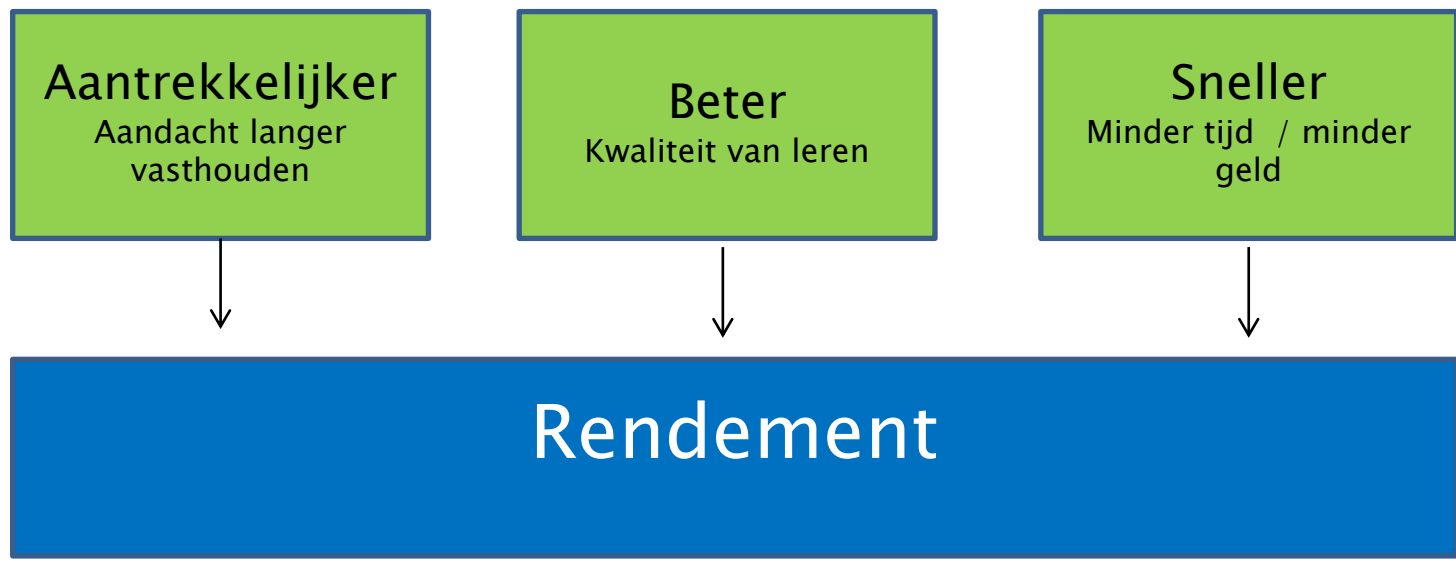 Aantrekkelijker
Aandacht langer
vasthouden
Beter
Kwaliteit van leren
Sneller
Minder tijd / minder
geld
Rendement